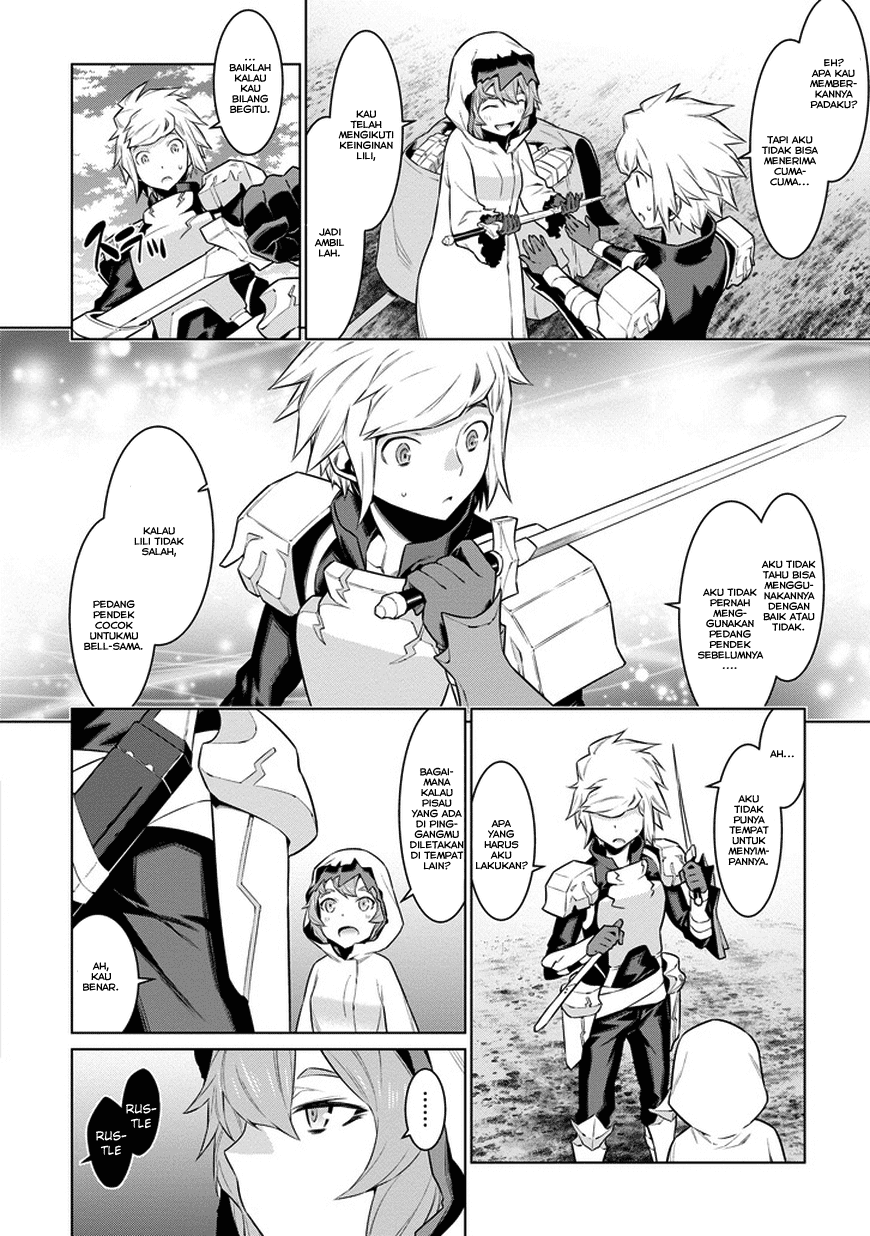 EH?
APA KAU
MEMBER-
KANNYA
PADAKU?
TAPI AKU
TIDAK BISA
MENERIMA
CUMA-
CUMA...
KAU
TELAH
MENGIKUTI
KEINGINAN
LILI,
JADI
AMBIL
LAH.
...
BAIKLAH
KALAU
KAU
BILANG
BEGITU.
AKU TIDAK
TAHU BISA
MENGGU-
NAKANNYA
DENGAN
BAIK ATAU
TIDAK.
AKU TIDAK
PERNAH
MENG-
GUNAKAN
PEDANG
PENDEK
SEBELUMNYA
....
KALAU
LILI TIDAK
SALAH,
PEDANG
PENDEK
COCOK
UNTUKMU
BELL-SAMA.
AH...
AKU
TIDAK
PUNYA
TEMPAT
UNTUK
MENYIM-
PANNYA.
APA
YANG
HARUS
AKU
LAKUKAN?
BAGAI-
MANA
KALAU
PISAU
YANG ADA
DI PING-
GANGMU
DILETAKAN
DI TEMPAT
LAIN?
AH,
KAU
BENAR.
......
RUS-
TLE
RUS-
TLE